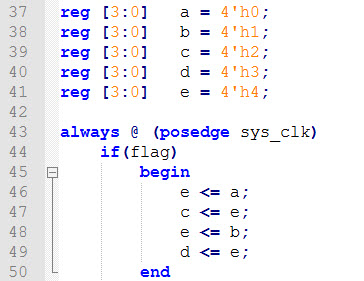 37 reg [3:0]   a = 4'h0;
38 reg [3:0]   b = 4'h1;
39 reg [3:0]   c = 4'h2;
40 reg [3:0]   d = 4'h3;
41 reg [3:0]   e = 4'h4;
42
43 always @ (posedge sys_clk)
44     if(flag)
45         begin
46             e <= a;
47             c <= e;
48             e <= b;
49             d <= e;
50         end